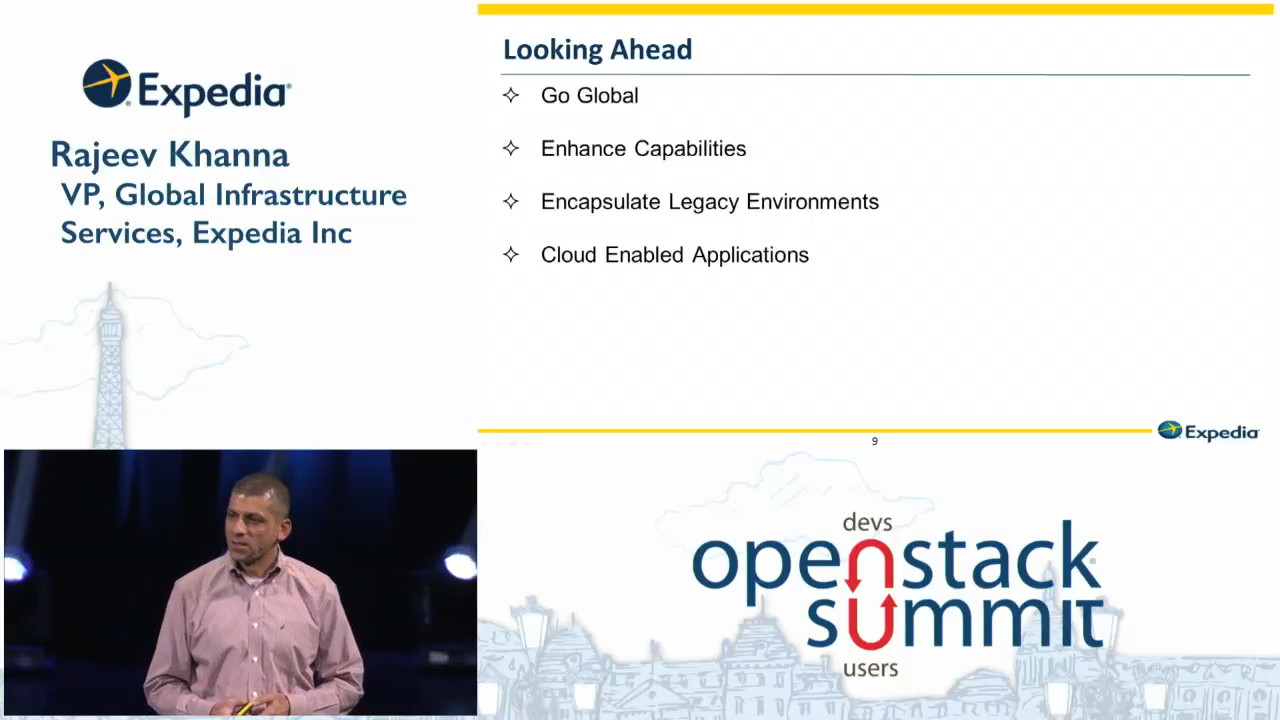 Expedia®
Rajeev Khanna
VP, Global Infrastructure
Services, Expedia Inc
Looking Ahead
✧ Go Global
✧ Enhance Capabilities
✧ Encapsulate Legacy Environments
✧ Cloud Enabled Applications
9
Expedia
devs
openstack
summit
users